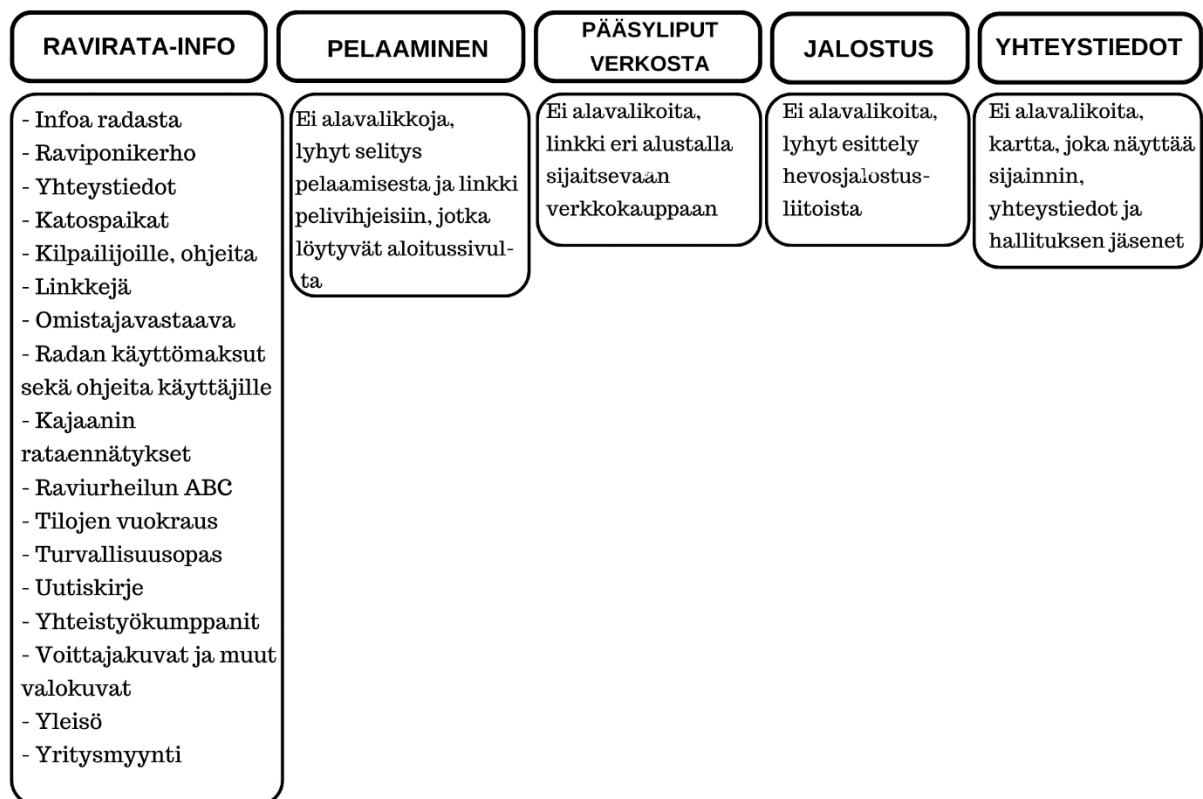 RAVIRATA-INFO
- Infoa radasta
- Raviponikerho
- Yhteystiedot
- Katospaikat
- Kilpailijoille, ohjeita
- Linkkejä
- Omistajavastaava
- Radan käyttömaksut
sekä ohjeita käyttäjille
- Kajaanin
rataennätykset
- Raviurheilun ABC
- Tilojen vuokraus
- Turvallisuusopas
- Uutiskirje
- Yhteistyökumppanit
- Voittajakuvat ja muut
valokuvat
- Yleisö
- Yritysmyynti
PELAAMINEN
Ei alavalikkoja,
lyhyt selitys
pelaamisesta ja linkki
pelivihjeisiin, jotka
löytyvät aloitussivul-
ta
PÄÄSYLIPUT
VERKOSTA
Ei alavalikoita,
linkki eri alustalla
sijaitsevaan
verkkokauppaan
JALOSTUS
Ei alavalikoita,
lyhyt esittely
hevosjalostus-
liitoista
YHTEYSTIEDOT
Ei alavalikoita,
kartta, joka näyttää
sijainnin,
yhteystiedot ja
hallituksen jäsenet